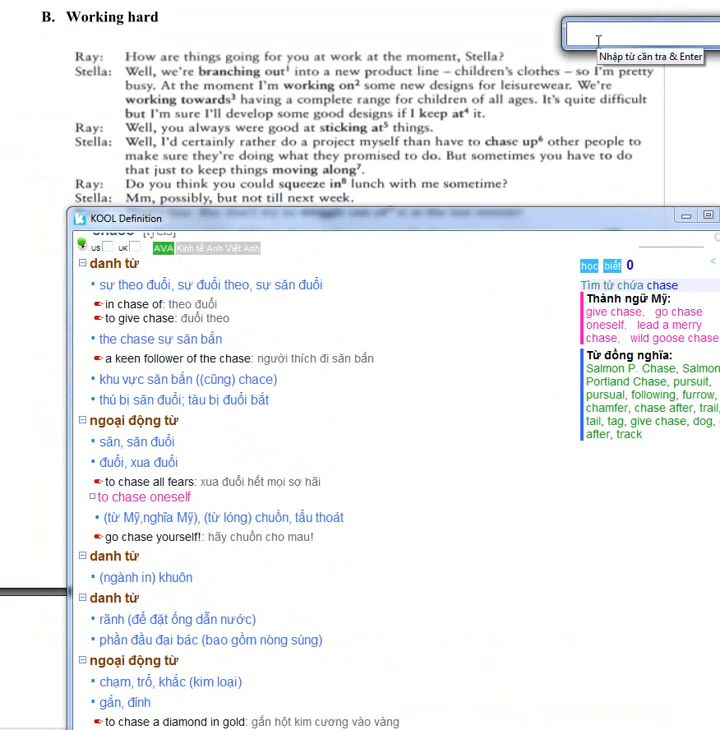 B. Working hard
Nhập từ cần tra & Enter
Ray: How are things going for you at work at the moment, Stella?
Stella: Well, we're branching out¹ into a new product line – children's clothes – so I'm pretty
busy. At the moment I'm working on² some new designs for leisurewear. We're
working towards³ having a complete range for children of all ages. It's quite difficult
but I'm sure I'll develop some good designs if I keep at⁴ it.
Ray: Well, you always were good at sticking at⁵ things.
Stella: Well, I'd certainly rather do a project myself than have to chase up⁶ other people to
make sure they're doing what they promised to do. But sometimes you have to do
that just to keep things moving along⁷.
Ray: Do you think you could squeeze in⁸ lunch with me sometime?
Stella: Mm, possibly, but not till next week.
KOOL Definition
US UK AVA Kinh tế Anh Việt Anh
danh từ
sự theo đuổi, sự đuổi theo, sự săn đuổi
in chase of: theo đuổi
to give chase: đuổi theo
the chase sự săn bắn
a keen follower of the chase: người thích đi săn bắn
khu vực săn bắn ((cũng) chace)
thú bị săn đuổi; tàu bị đuổi bắt
ngoại động từ
săn, săn đuổi
đuổi, xua đuổi
to chase all fears: xua đuổi hết mọi sợ hãi
to chase oneself
(từ Mỹ,nghĩa Mỹ), (từ lóng) chuồn, tẩu thoát
go chase yourself!: hãy chuồn cho mau!
danh từ
(ngành in) khuôn
danh từ
rãnh (để đặt ống dẫn nước)
phần đầu đại bác (bao gồm nòng súng)
ngoại động từ
chạm, trổ, khắc (kim loại)
gắn, đính
to chase a diamond in gold: gắn hột kim cương vào vàng
học biết 0
<
Tìm từ chứa chase
Thành ngữ Mỹ:
give chase, go chase
oneself, lead a merry
chase, wild goose chase
Từ đồng nghĩa:
Salmon P. Chase, Salmon
Portland Chase, pursuit,
pursual, following, furrow,
chamfer, chase after, trail,
tail, tag, give chase, dog,
after, track